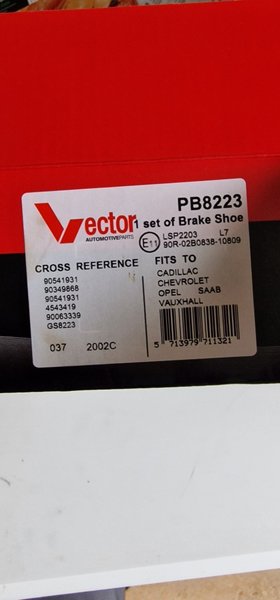 PB8223
Vector 1 set of Brake Shoe
AUTOMOTIVEPARTS
E11 LSP2203 L7
90R-02B0838-10809
CROSS REFERENCE
90541931
90349868
90541931
4543419
90063339
GS8223
037 2002C
FITS TO
CADILLAC
CHEVROLET
OPEL SAAB
VAUXHALL
5 713979 711321